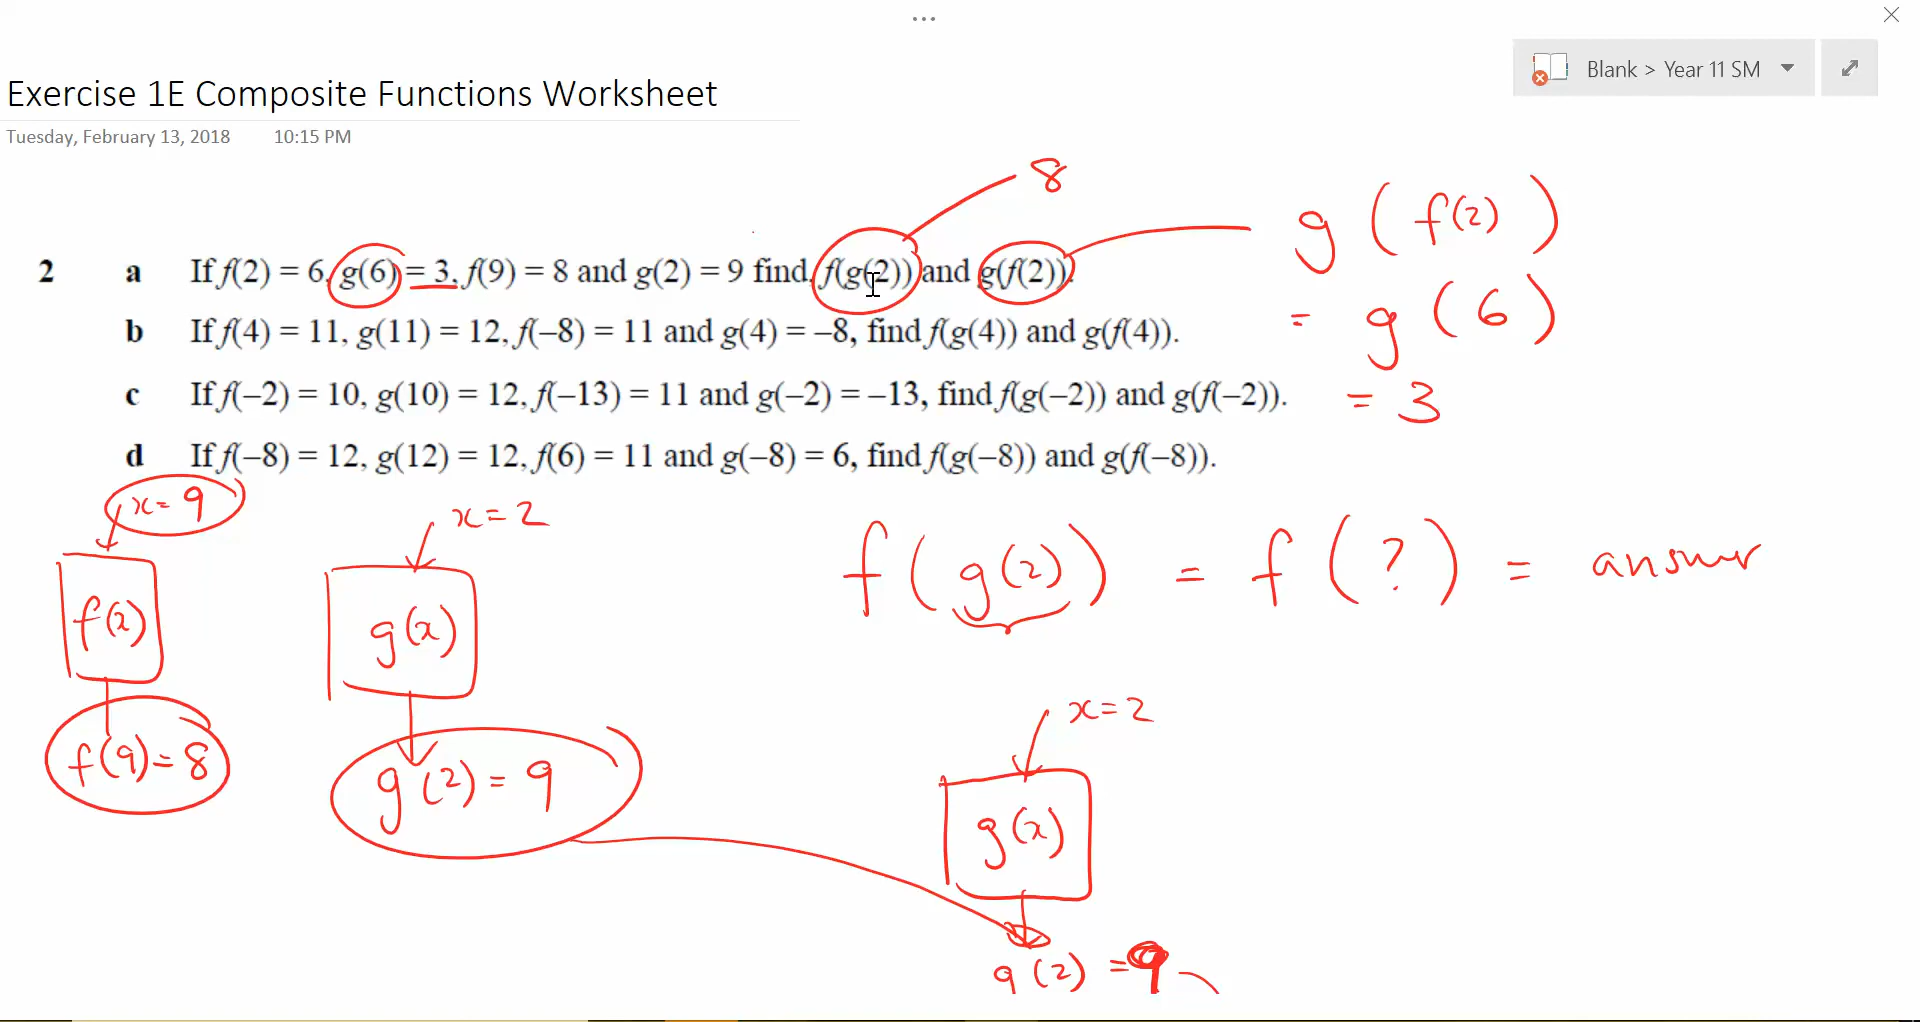 Blank > Year 11 SM
Exercise 1E Composite Functions Worksheet
Tuesday, February 13, 2018 10:15 PM
8
2 a If f(2) = 6, g(6) = 3, f(9) = 8 and g(2) = 9 find, f(g(2)) and g(f(2)).
b If f(4) = 11, g(11) = 12, f(–8) = 11 and g(4) = –8, find f(g(4)) and g(f(4)).
c If f(–2) = 10, g(10) = 12, f(–13) = 11 and g(–2) = –13, find f(g(–2)) and g(f(–2)).
d If f(–8) = 12, g(12) = 12, f(6) = 11 and g(–8) = 6, find f(g(–8)) and g(f(–8)).
g ( f(2) )
= g ( 6 )
= 3
x = 9
f(x)
f(9) = 8
x = 2
g(x)
g(2) = 9
f ( g(2) ) = f ( ? ) = answer
x = 2
g(x)
g(2) = 9